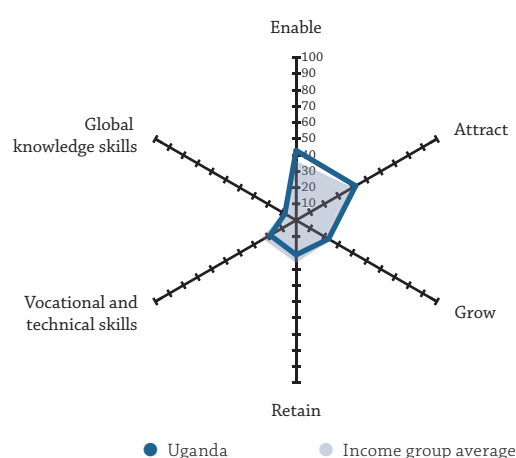 Enable
100
90
80
70
60
50
40
30
20
10
Attract
Global
knowledge skills
Vocational and
technical skills
Grow
Retain
Uganda
Income group average